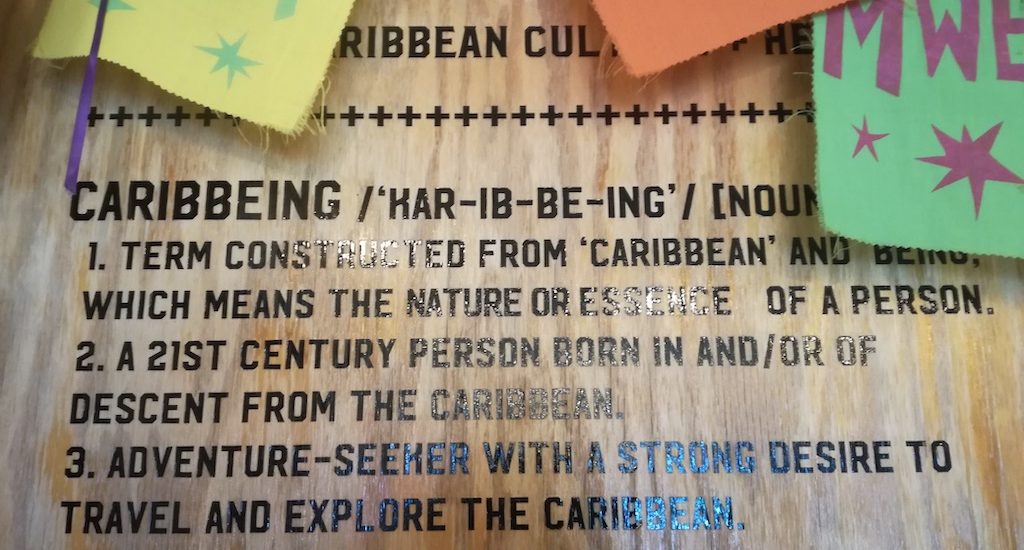 RIBBEAN CUL + HE
++++++++++++++++++++++++++++++
CARIBBEING /‘KAR-IB-BE-ING’/ [NOUN
1. TERM CONSTRUCTED FROM ‘CARIBBEAN’ AND ‘BEING,’
WHICH MEANS THE NATURE OR ESSENCE OF A PERSON.
2. A 21ST CENTURY PERSON BORN IN AND/OR OF
DESCENT FROM THE CARIBBEAN.
3. ADVENTURE-SEEKER WITH A STRONG DESIRE TO
TRAVEL AND EXPLORE THE CARIBBEAN.
MWE